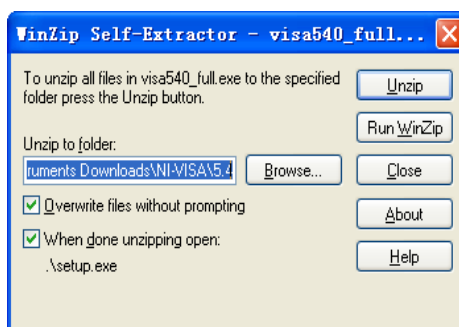 WinZip Self-Extractor - visa540_full...
To unzip all files in visa540_full.exe to the specified
folder press the Unzip button.
Unzip
Run WinZip
Unzip to folder:
ruments Downloads\NI-VISA\5.4
Browse...
Close
Overwrite files without prompting
About
When done unzipping open:
.\setup.exe
Help